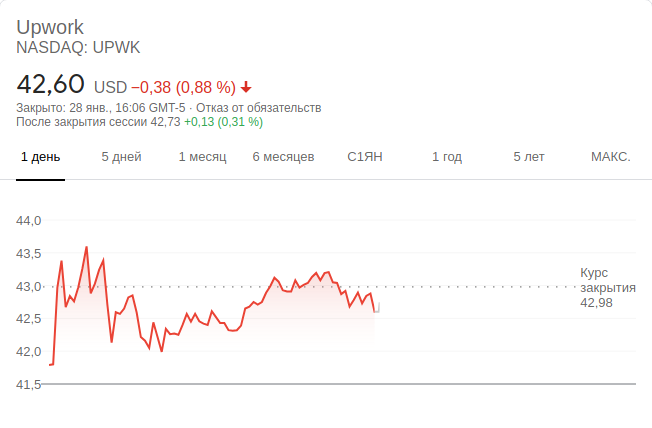 Upwork
NASDAQ: UPWK
42,60 USD −0,38 (0,88 %)
Закрыто: 28 янв., 16:06 GMT-5 · Отказ от обязательств
После закрытия сессии 42,73 +0,13 (0,31 %)
1 день 5 дней 1 месяц 6 месяцев С1ЯН 1 год 5 лет МАКС.
44,0
43,5
43,0
42,5
42,0
41,5
Курс
закрытия
42,98